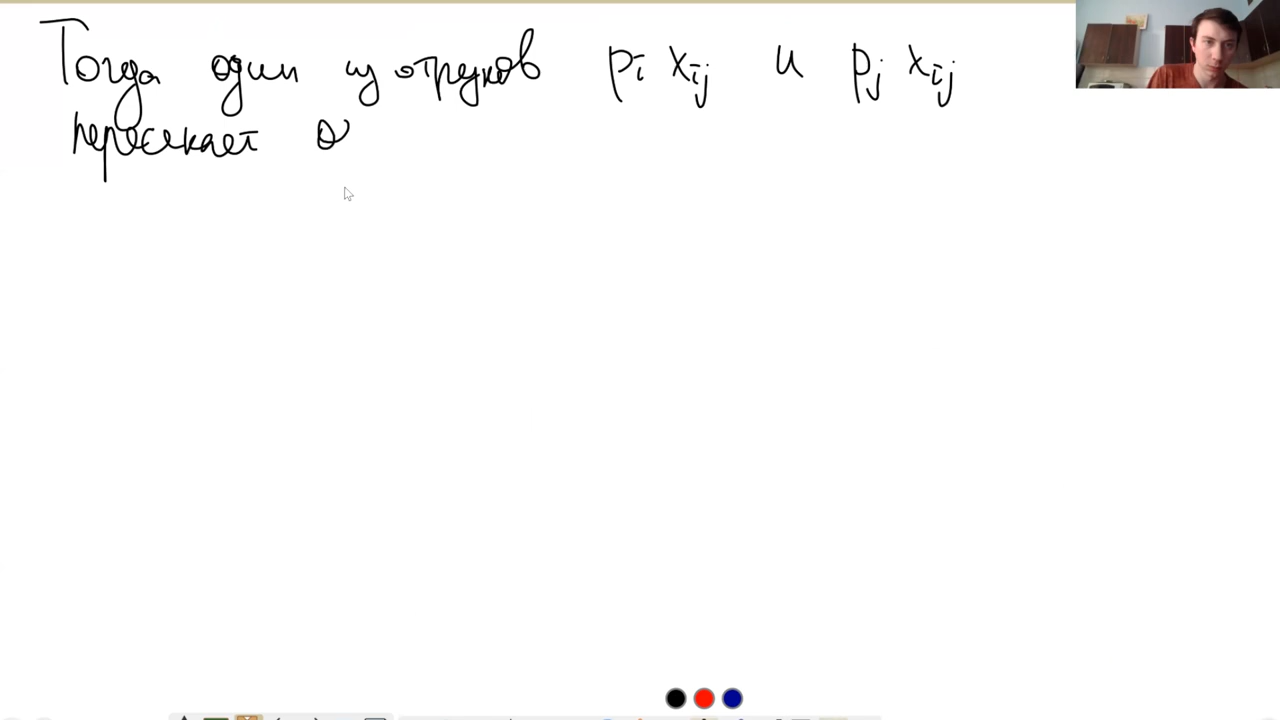 Тогда один из отрезков pᵢ xᵢⱼ и pⱼ xᵢⱼ
пересекает σ